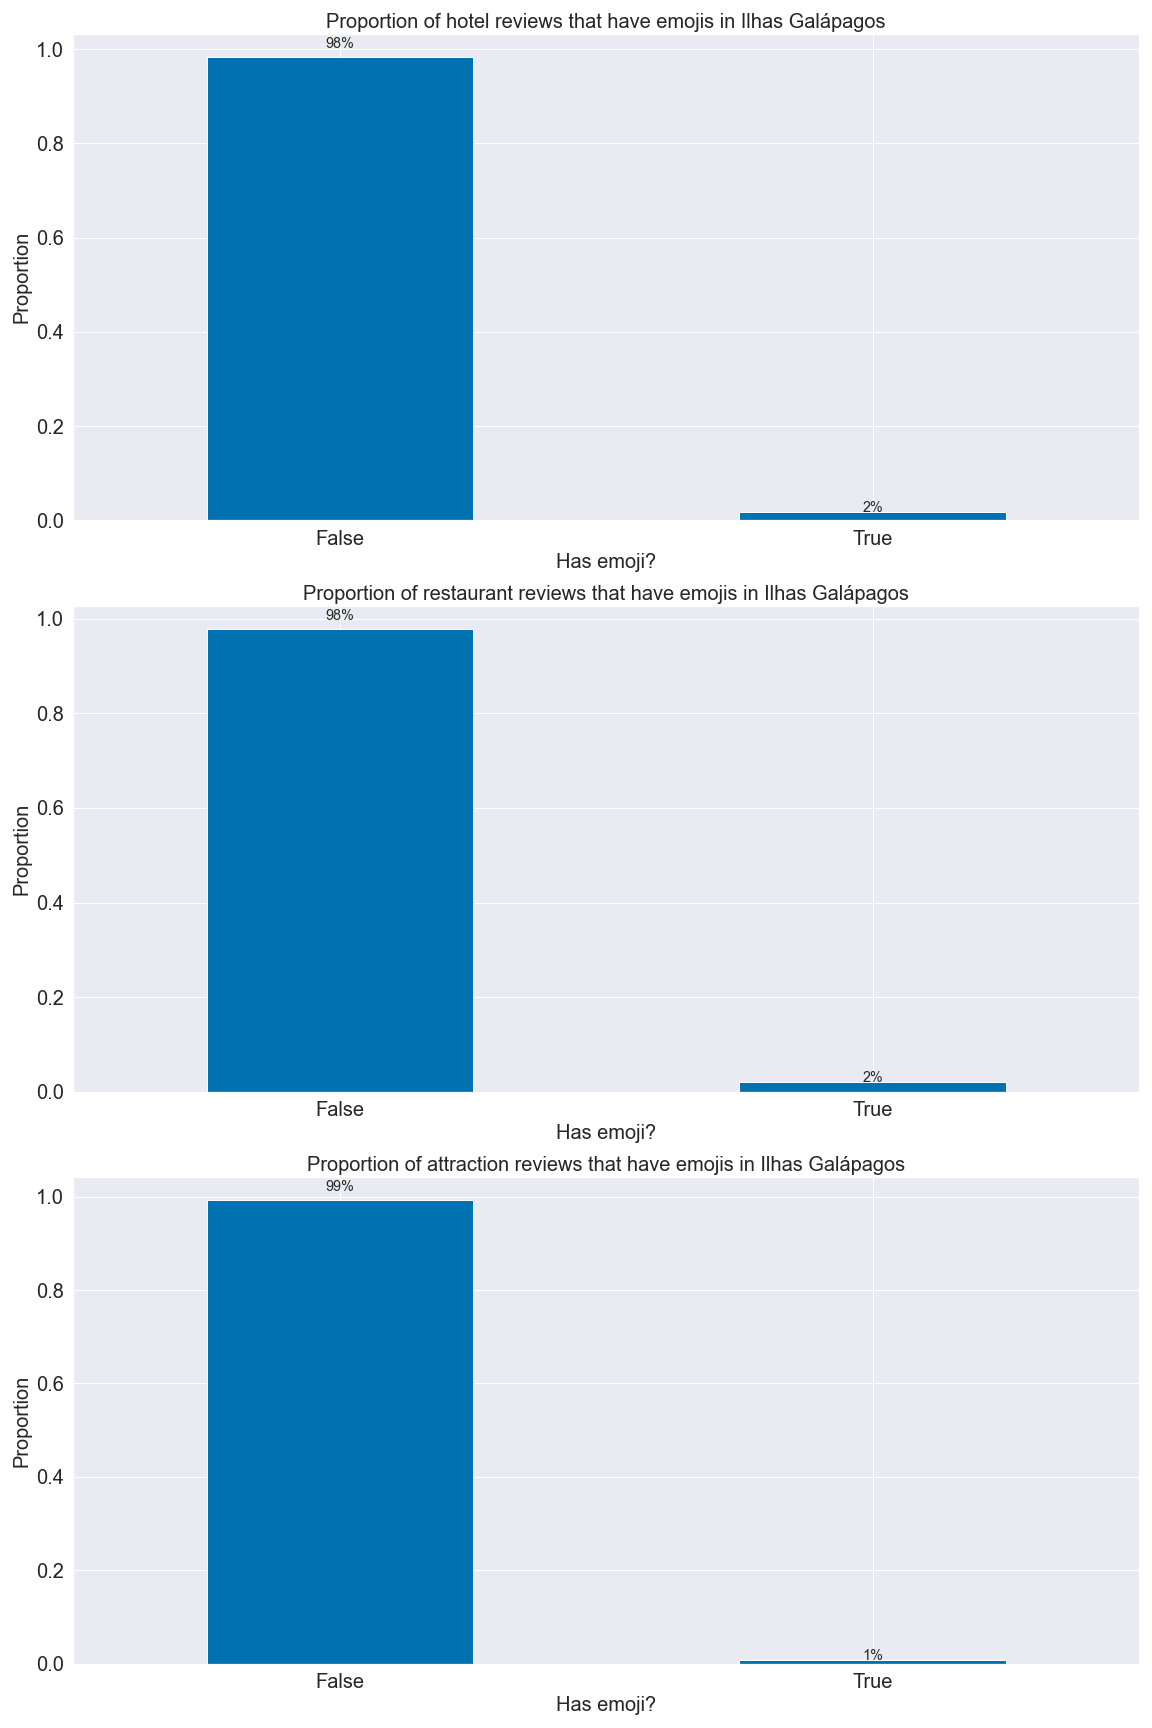 Proportion of hotel reviews that have emojis in Ilhas Galápagos
98%
1.0
0.8
0.6
0.4
0.2
2%
0.0
Proportion
False
True
Has emoji?
Proportion of restaurant reviews that have emojis in Ilhas Galápagos
98%
1.0
0.8
0.6
0.4
0.2
2%
0.0
Proportion
False
True
Has emoji?
Proportion of attraction reviews that have emojis in Ilhas Galápagos
99%
1.0
0.8
0.6
0.4
0.2
1%
0.0
Proportion
False
True
Has emoji?